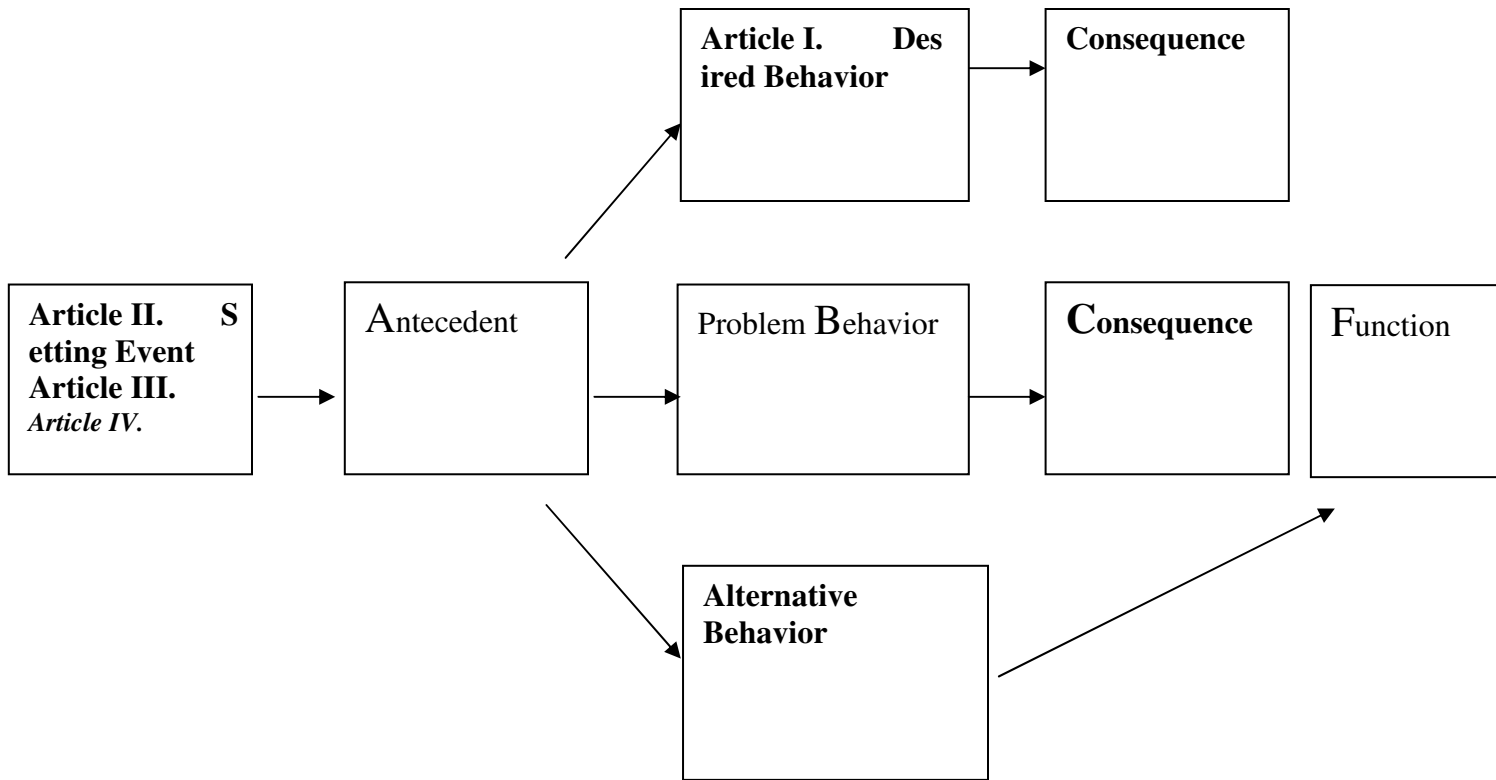 Article I. Des
ired Behavior
Consequence
Article II. S
etting Event
Article III.
Article IV.
Antecedent
Problem Behavior
Consequence
Function
Alternative
Behavior